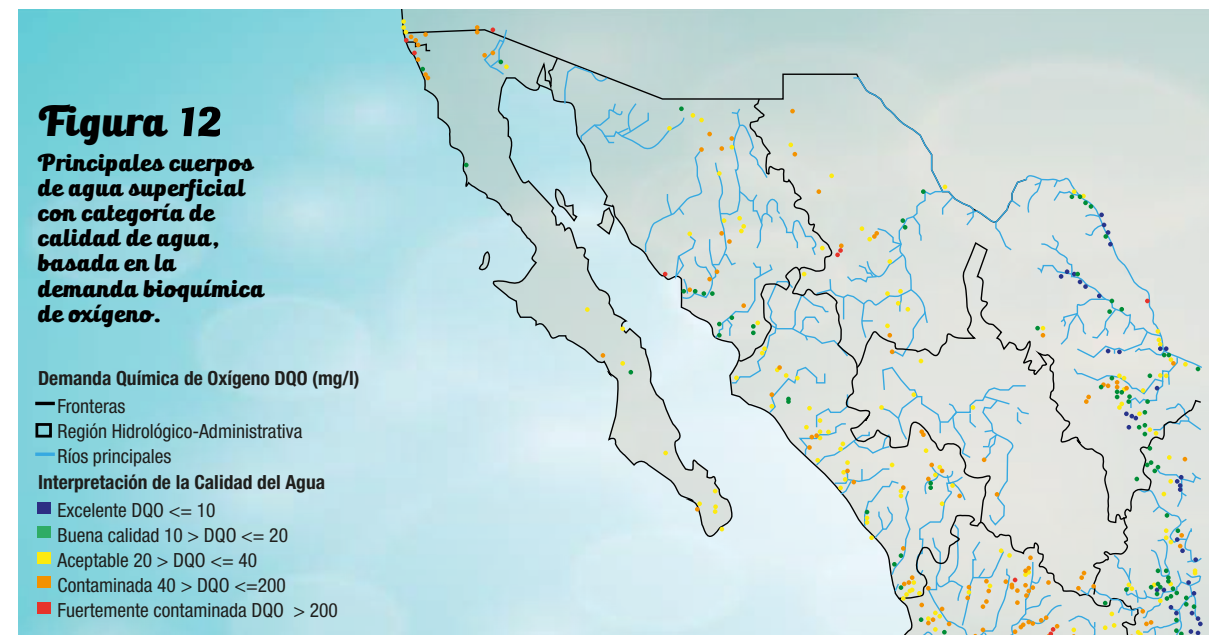 Figura 12
Principales cuerpos
de agua superficial
con categoría de
calidad de agua,
basada en la
demanda bioquímica
de oxígeno.
Demanda Química de Oxígeno DQO (mg/l)
Fronteras
Región Hidrológico-Administrativa
Ríos principales
Interpretación de la Calidad del Agua
Excelente DQO <= 10
Buena calidad 10 > DQO <= 20
Aceptable 20 > DQO <= 40
Contaminada 40 > DQO <=200
Fuertemente contaminada DQO > 200